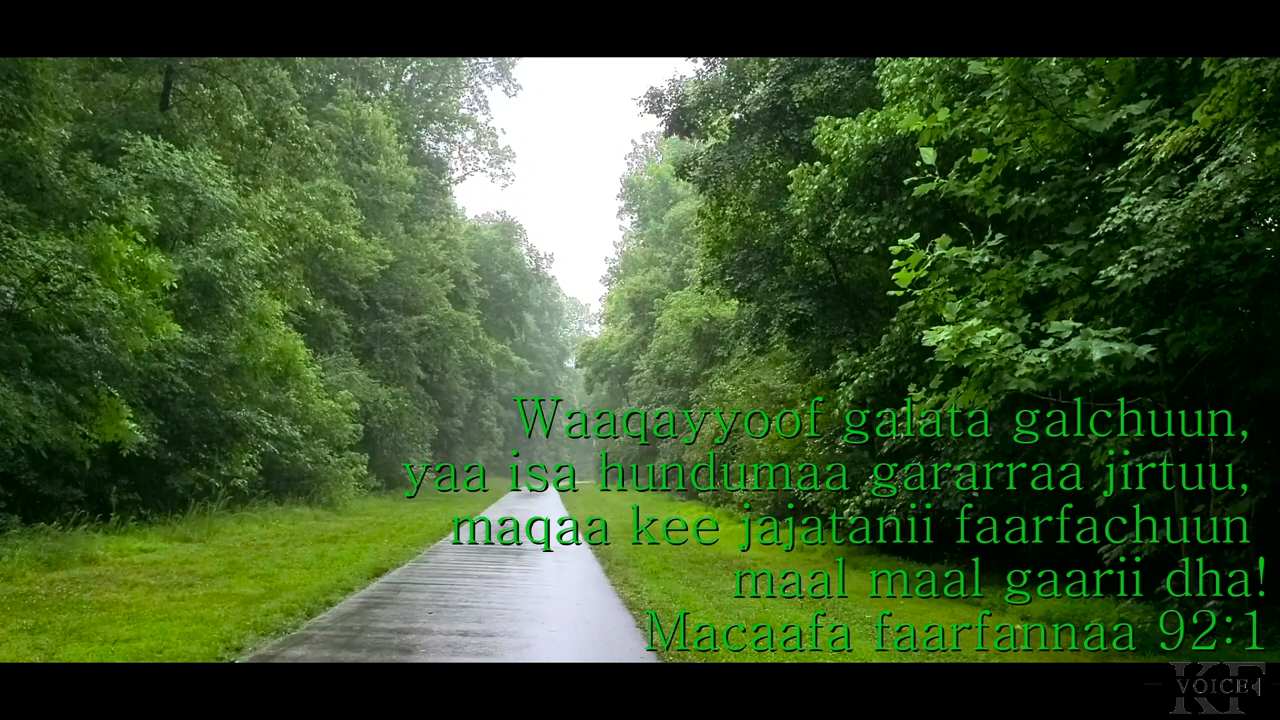 Waaqayyoof galata galchuun,
yaa isa hundumaa gararraa jirtuu,
maqaa kee jajatanii faarfachuun
maal maal gaarii dha!
Macaafa faarfannaa 92:1
KF
VOICE